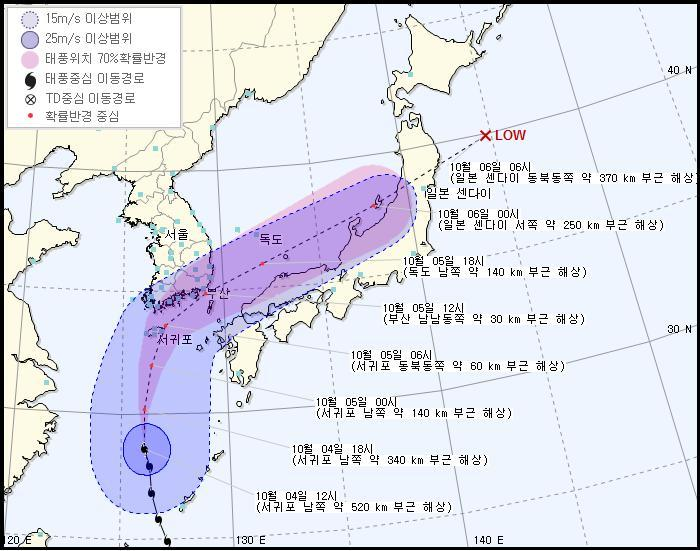 15m/s 이상범위
25m/s 이상범위
태풍위치 70%확률반경
태풍중심 이동경로
TD중심 이동경로
확률반경 중심
40 N
LOW
10월 06일 06시
(일본 센다이 동북동쪽 약 370 km 부근 해상)
일본 센다이
10월 06일 00시
(일본 센다이 서쪽 약 250 km 부근 해상)
서울
독도
10월 05일 18시
(독도 남쪽 약 140 km 부근 해상)
부산
10월 05일 12시
(부산 남남동쪽 약 30 km 부근 해상)
30 N
서귀포
10월 05일 06시
(서귀포 동북동쪽 약 60 km 부근 해상)
10월 05일 00시
(서귀포 남쪽 약 140 km 부근 해상)
10월 04일 18시
(서귀포 남쪽 약 340 km 부근 해상)
10월 04일 12시
(서귀포 남쪽 약 520 km 부근 해상)
120 E
130 E
140 E